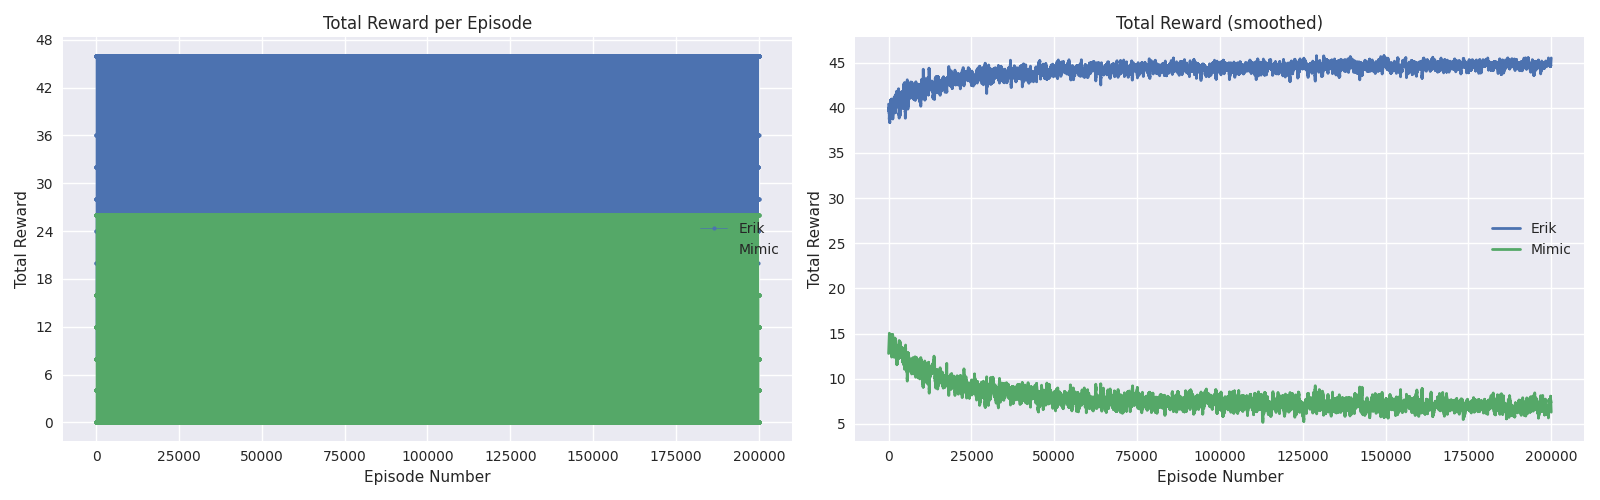 Total Reward per Episode
48
42
36
30
24
18
12
6
0
Total Reward
0 25000 50000 75000 100000 125000 150000 175000 200000
Episode Number
Erik
Mimic
Total Reward (smoothed)
45
40
35
30
25
20
15
10
5
Total Reward
0 25000 50000 75000 100000 125000 150000 175000 200000
Episode Number
Erik
Mimic